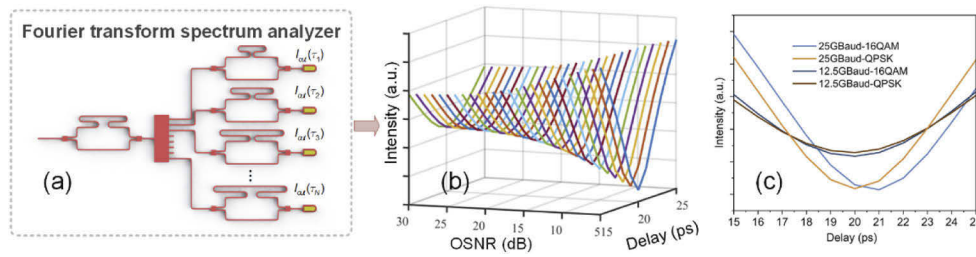 Fourier transform spectrum analyzer
I_out(τ_1)
I_out(τ_2)
I_out(τ_3)
⋮
I_out(τ_N)
(a)
(b)
Intensity (a.u.)
30
25
20
15
10
515
20
25
OSNR (dB)
Delay (ps)
25GBaud-16QAM
25GBaud-QPSK
12.5GBaud-16QAM
12.5GBaud-QPSK
Intensity (a.u.)
(c)
15 16 17 18 19 20 21 22 23 24 25
Delay (ps)